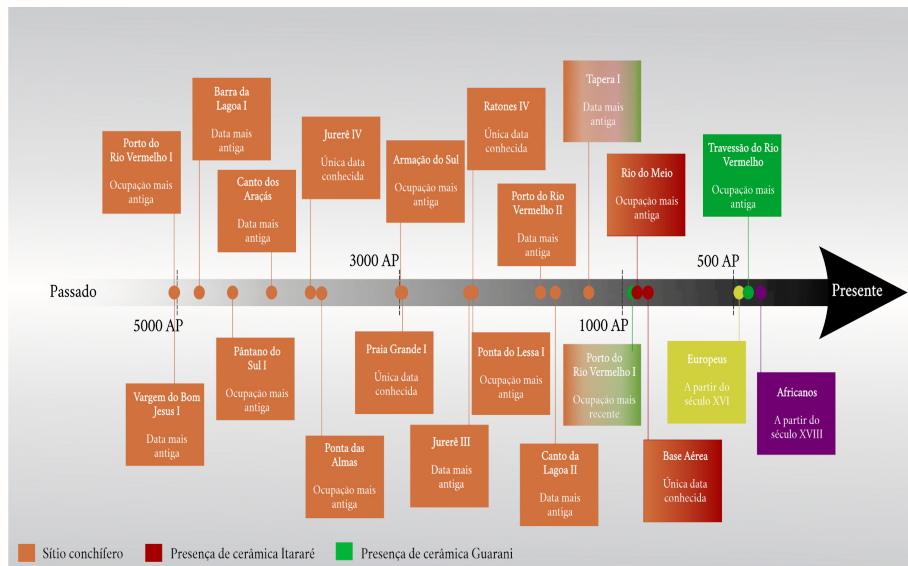 Barra da
Lagoa I
Data mais
antiga
Ratones IV
Única data
conhecida
Tapera I
Data mais
antiga
Porto do
Rio Vermelho I
Ocupação mais
antiga
Jurerê IV
Única data
conhecida
Armação do Sul
Ocupação mais
antiga
Travessão do Rio
Vermelho
Ocupação mais
antiga
Canto dos
Araçás
Data mais
antiga
Porto do Rio
Vermelho II
Data mais
antiga
Rio do Meio
Ocupação mais
antiga
3000 AP
500 AP
Passado
Presente
5000 AP
1000 AP
Vargem do Bom
Jesus I
Data mais
antiga
Pântano do
Sul I
Ocupação mais
antiga
Ponta das
Almas
Ocupação mais
antiga
Praia Grande I
Única data
conhecida
Jurerê III
Data mais
antiga
Ponta do Lessa I
Ocupação mais
antiga
Canto da
Lagoa II
Data mais
antiga
Porto do
Rio Vermelho I
Ocupação mais
recente
Base Aérea
Única data
conhecida
Europeus
A partir do
século XVI
Africanos
A partir do
século XVIII
Sítio conchífero
Presença de cerâmica Itararé
Presença de cerâmica Guarani